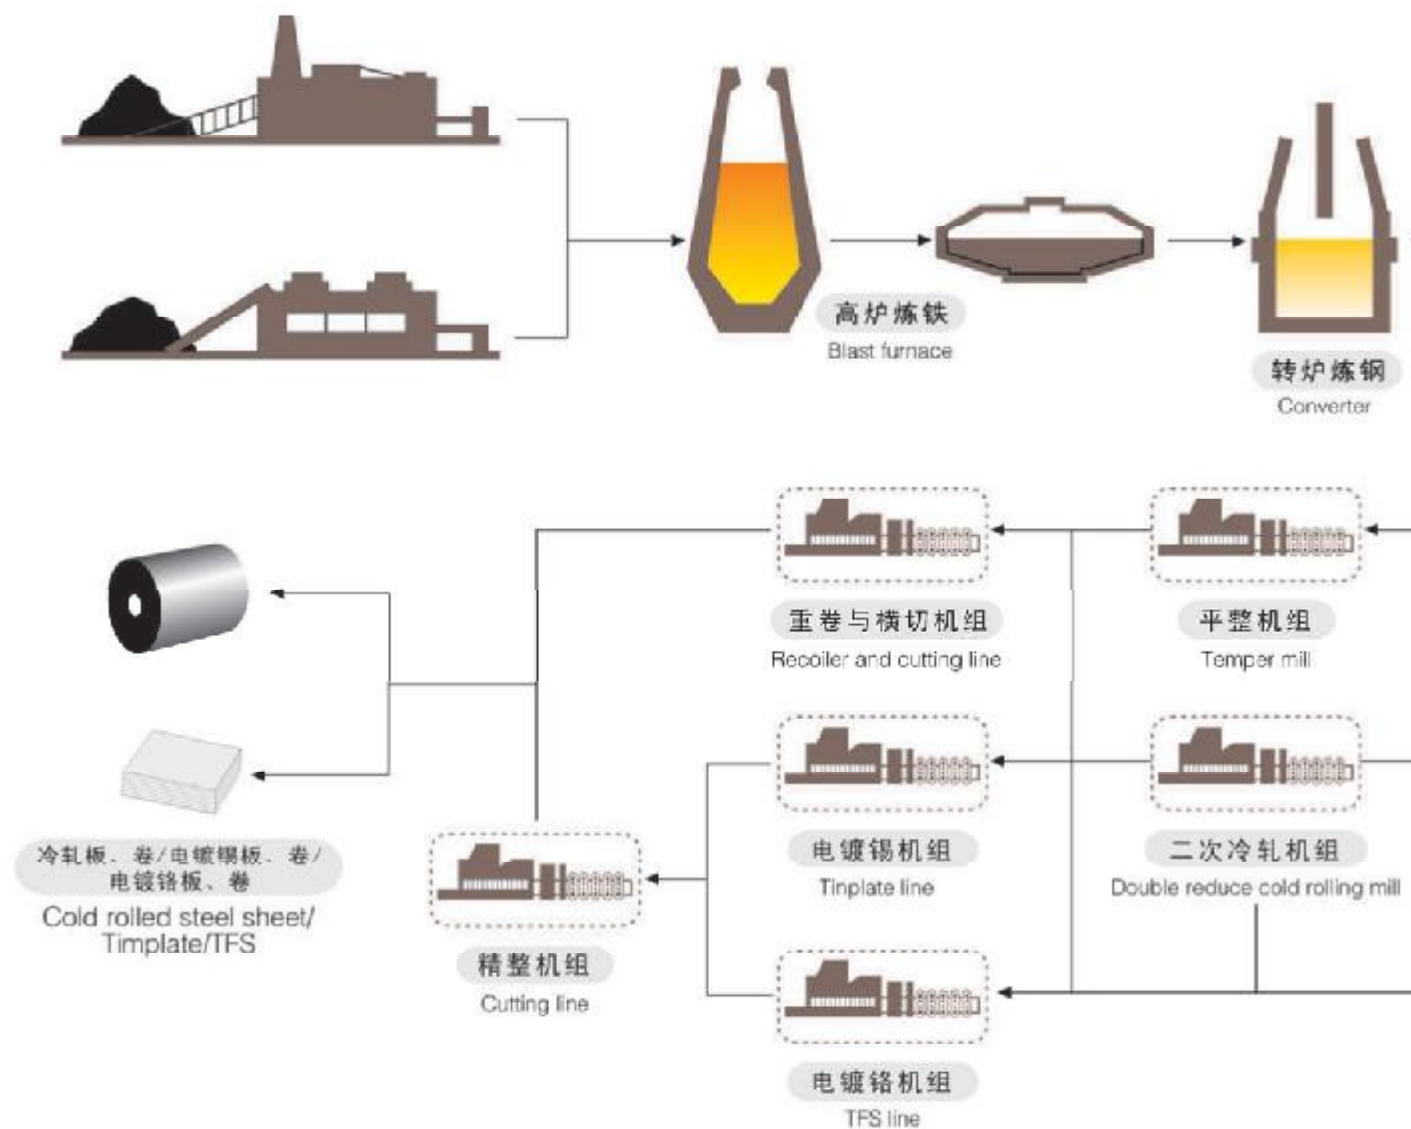 高炉炼铁
Blast furnace
转炉炼钢
Converter
重卷与横切机组
Recoiler and cutting line
平整机组
Temper mill
电镀锡机组
Tinplate line
二次冷轧机组
Double reduce cold rolling mill
冷轧板、卷/电镀锡板、卷/
电镀铬板、卷
Cold rolled steel sheet/
Timplate/TFS
精整机组
Cutting line
电镀铬机组
TFS line